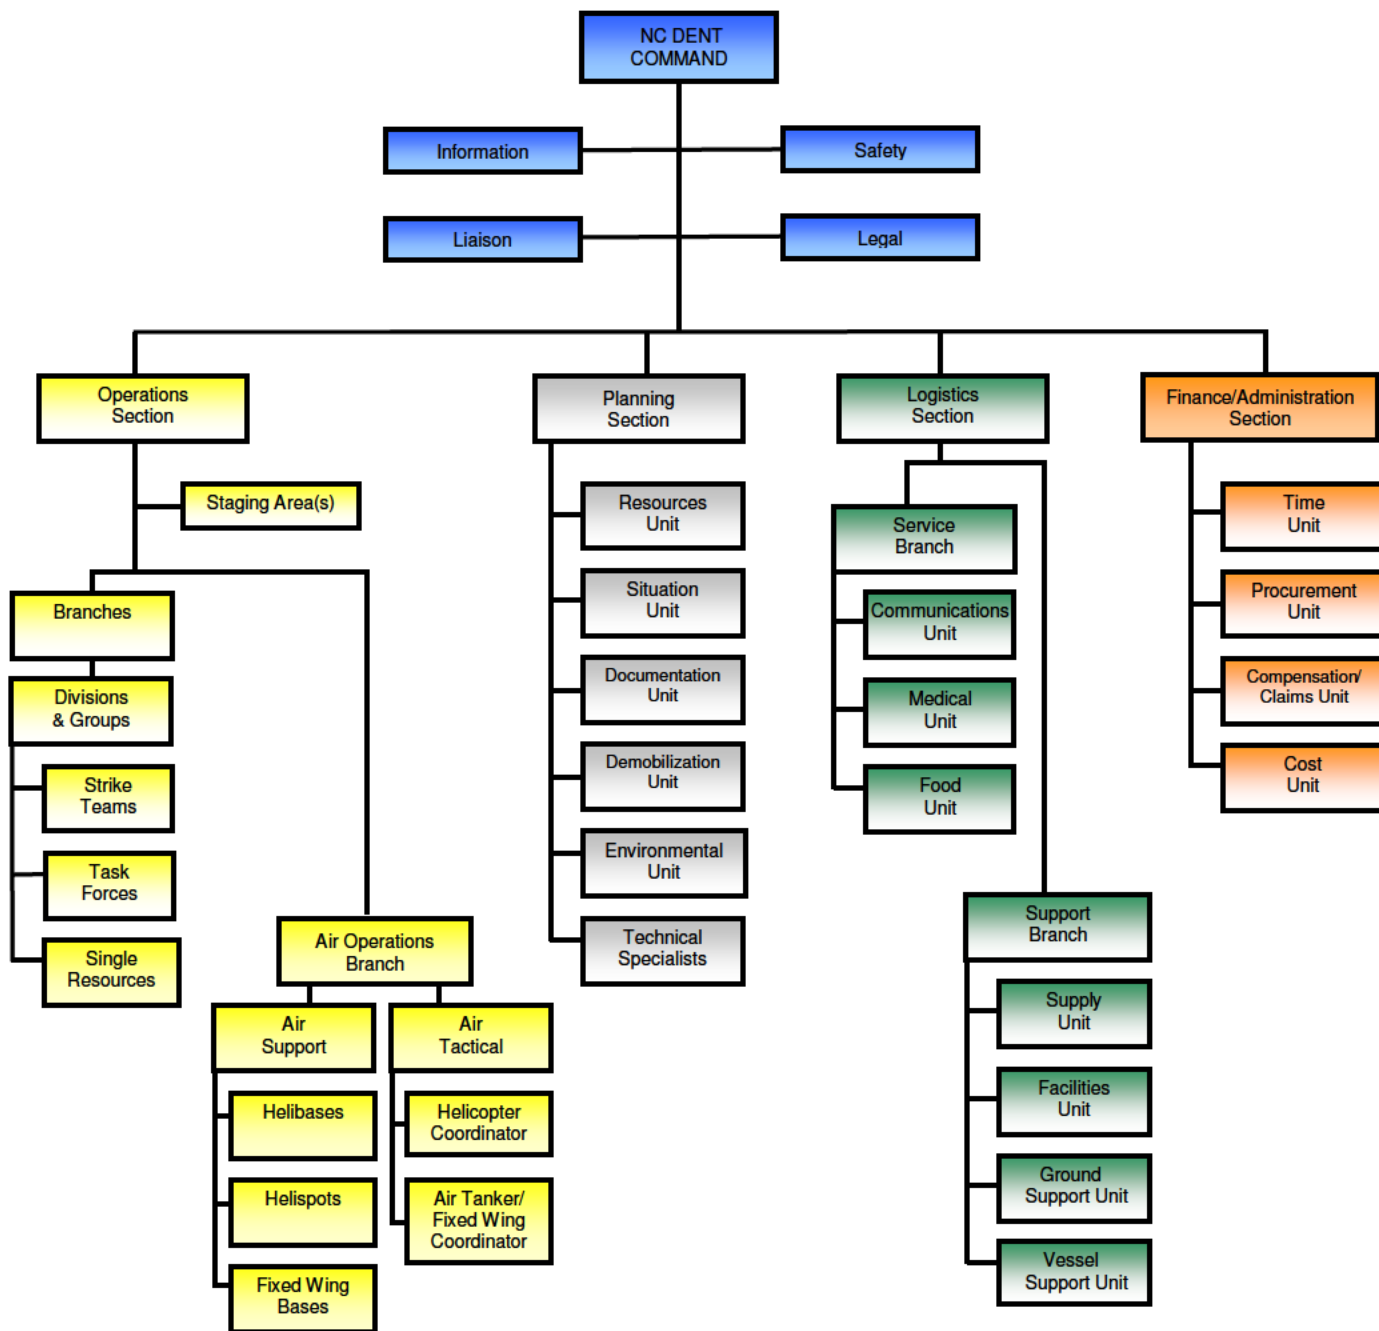 NC DENT
COMMAND
Information
Safety
Liaison
Legal
Operations
Section
Planning
Section
Logistics
Section
Finance/Administration
Section
Staging Area(s)
Branches
Divisions
& Groups
Strike
Teams
Task
Forces
Single
Resources
Air Operations
Branch
Air
Support
Helibases
Helispots
Fixed Wing
Bases
Air
Tactical
Helicopter
Coordinator
Air Tanker/
Fixed Wing
Coordinator
Resources
Unit
Situation
Unit
Documentation
Unit
Demobilization
Unit
Environmental
Unit
Technical
Specialists
Service
Branch
Communications
Unit
Medical
Unit
Food
Unit
Support
Branch
Supply
Unit
Facilities
Unit
Ground
Support Unit
Vessel
Support Unit
Time
Unit
Procurement
Unit
Compensation/
Claims Unit
Cost
Unit